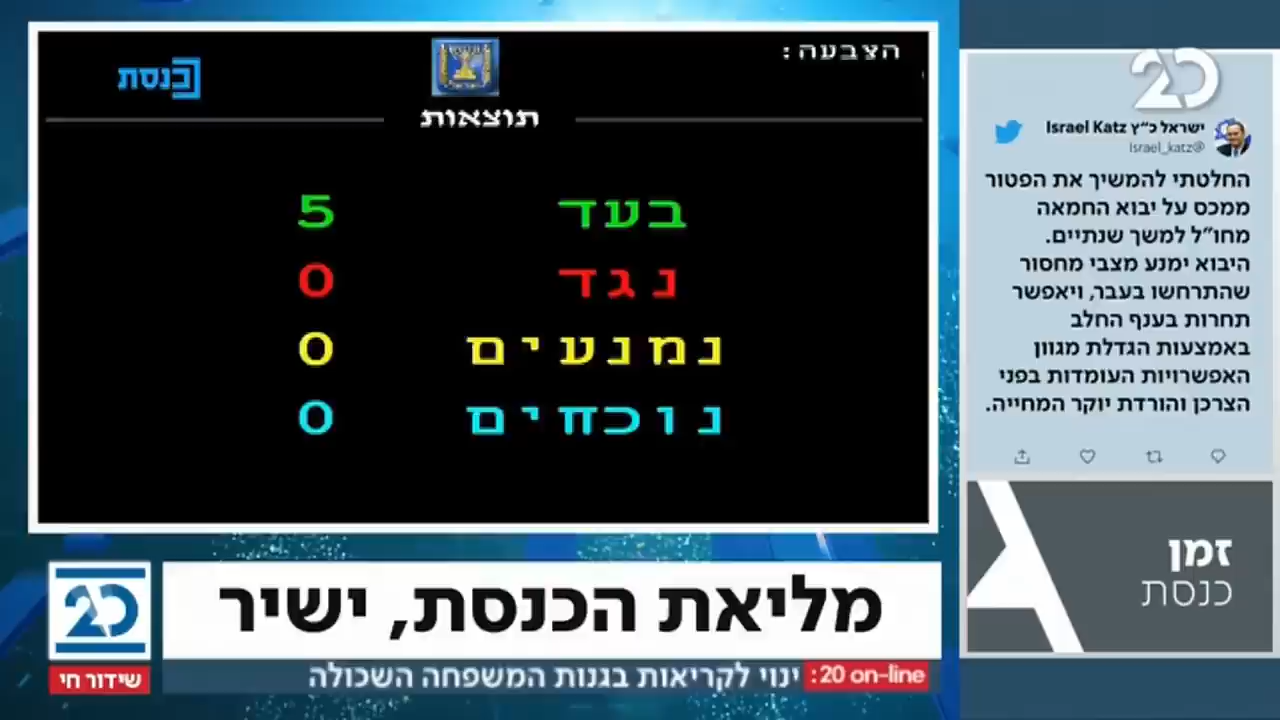 הצבעה:
כנסת
תוצאות
בעד 5
נגד 0
נמנעים 0
נוכחים 0
20
ישראל כ״ץ Israel Katz
@Israel_katz
החלטתי להמשיך את הפטור
ממכס על יבוא החמאה
מחו״ל למשך שנתיים.
היבוא ימנע מצבי מחסור
שהתרחשו בעבר, ויאפשר
תחרות בענף החלב
באמצעות הגדלת מגוון
האפשרויות העומדות בפני
הצרכן והורדת יוקר המחייה.
זמן
כנסת
מליאת הכנסת, ישיר
20
שידור חי
20 on-line: ינוי לקריאות בגנות המשפחה השכולה